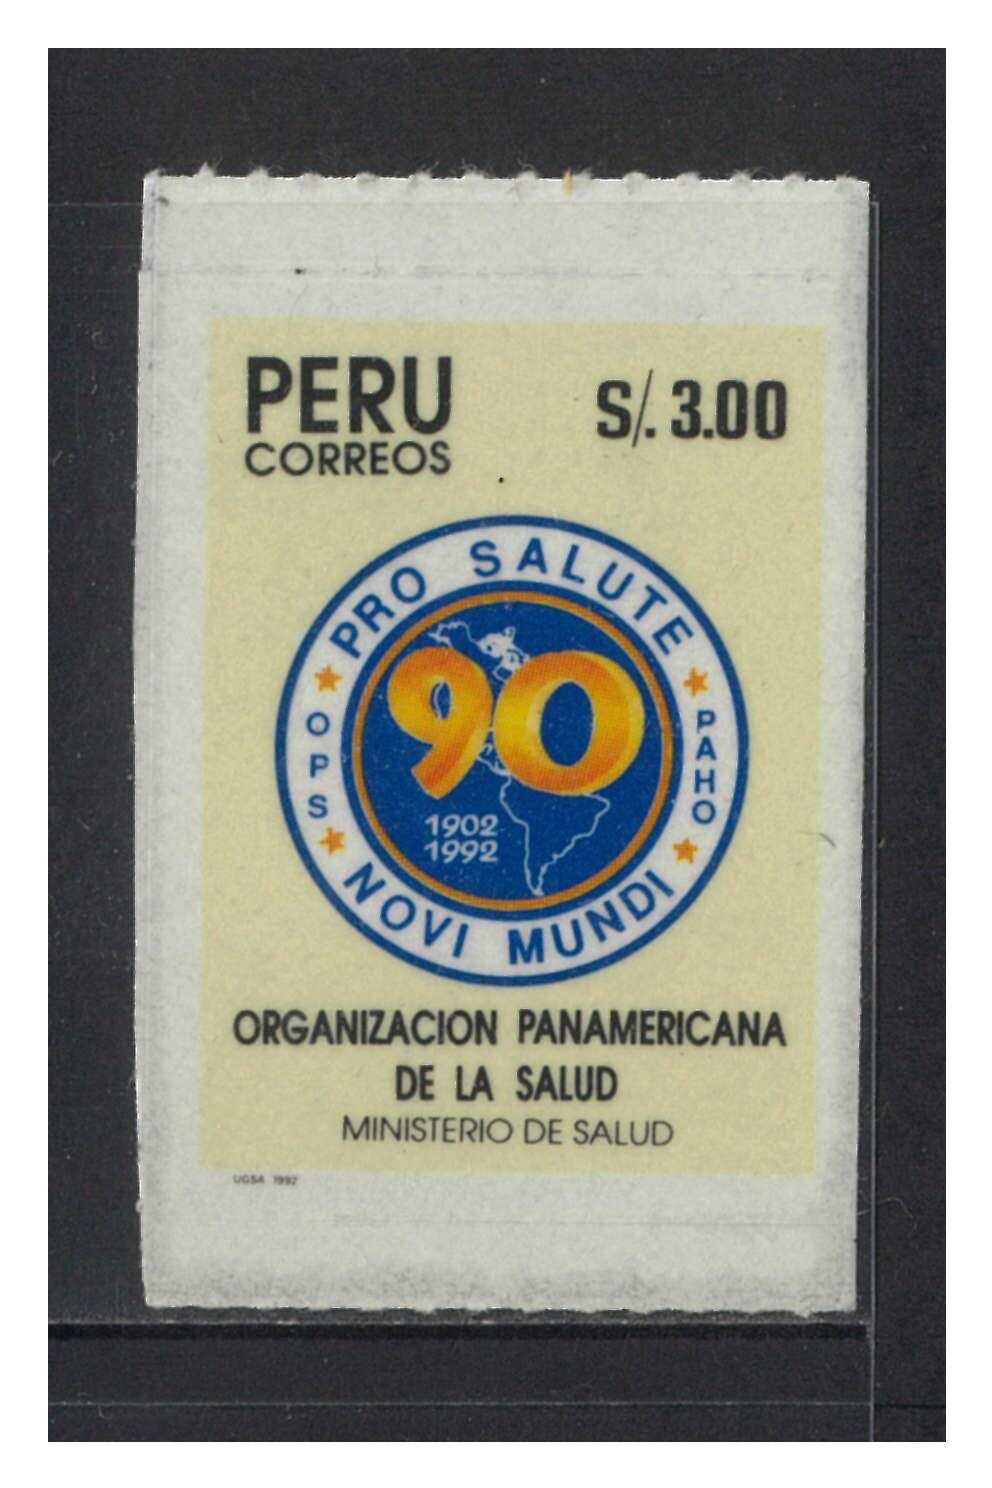 PERU
S/. 3.00
CORREOS
PRO SALUTE
OPS
PAHO
90
1902
1992
NOVI MUNDI
ORGANIZACION PANAMERICANA
DE LA SALUD
MINISTERIO DE SALUD
UGSA 1992